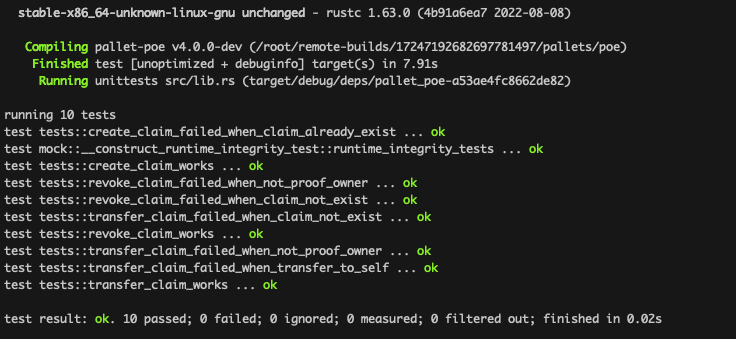 stable-x86_64-unknown-linux-gnu unchanged - rustc 1.63.0 (4b91a6ea7 2022-08-08)
Compiling pallet-poe v4.0.0-dev (/root/remote-builds/17247192682697781497/pallets/poe)
Finished test [unoptimized + debuginfo] target(s) in 7.91s
Running unittests src/lib.rs (target/debug/deps/pallet_poe-a53ae4fc8662de82)
running 10 tests
test tests::create_claim_failed_when_claim_already_exist ... ok
test mock::__construct_runtime_integrity_test::runtime_integrity_tests ... ok
test tests::create_claim_works ... ok
test tests::revoke_claim_failed_when_not_proof_owner ... ok
test tests::revoke_claim_failed_when_claim_not_exist ... ok
test tests::transfer_claim_failed_when_claim_not_exist ... ok
test tests::revoke_claim_works ... ok
test tests::transfer_claim_failed_when_not_proof_owner ... ok
test tests::transfer_claim_failed_when_transfer_to_self ... ok
test tests::transfer_claim_works ... ok
test result: ok. 10 passed; 0 failed; 0 ignored; 0 measured; 0 filtered out; finished in 0.02s